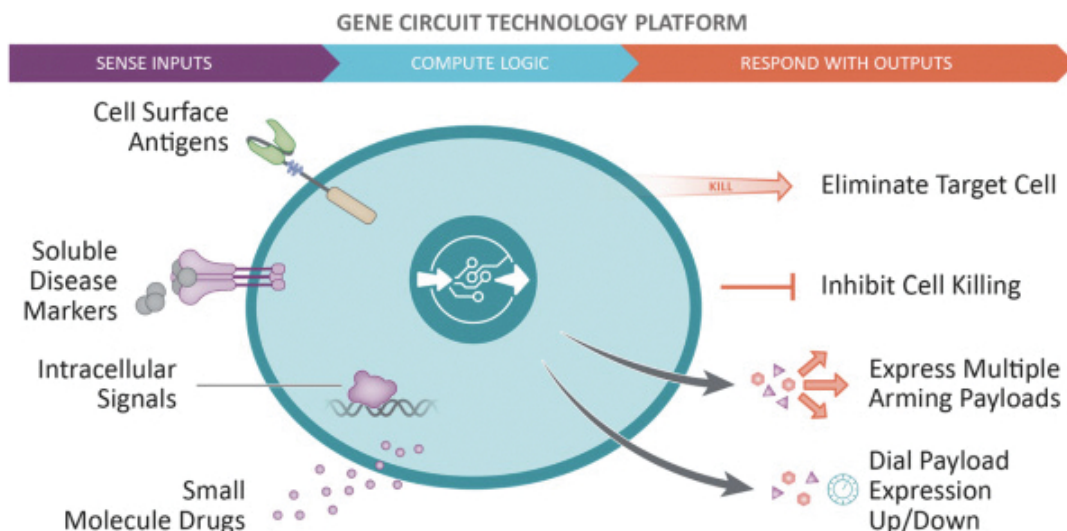 GENE CIRCUIT TECHNOLOGY PLATFORM
SENSE INPUTS
COMPUTE LOGIC
RESPOND WITH OUTPUTS
Cell Surface
Antigens
Soluble
Disease
Markers
Intracellular
Signals
Small
Molecule Drugs
KILL
Eliminate Target Cell
Inhibit Cell Killing
Express Multiple
Arming Payloads
Dial Payload
Expression
Up/Down